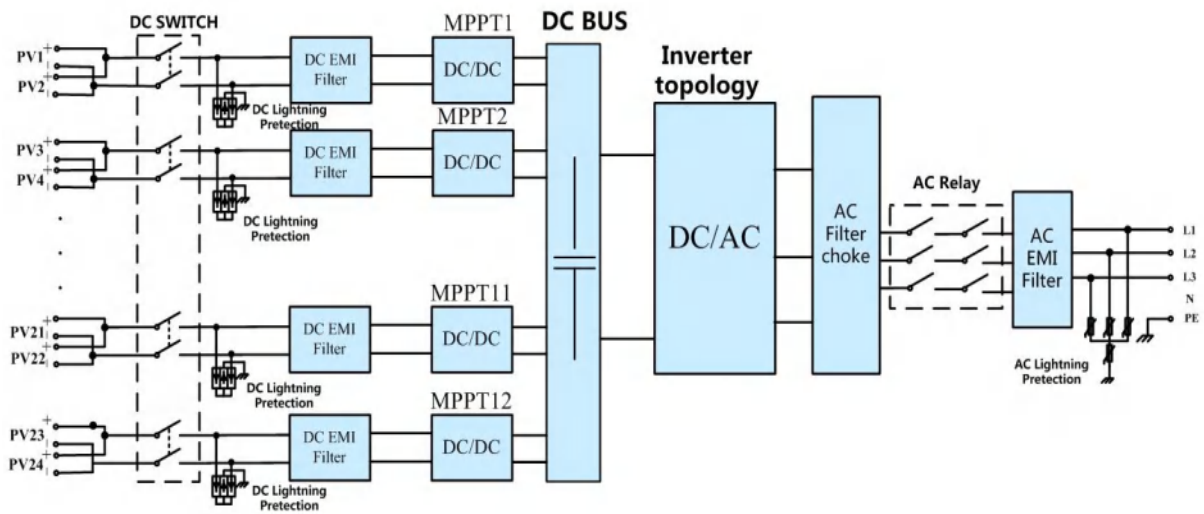 DC SWITCH
MPPT1
DC BUS
PV1
PV2
DC EMI
Filter
DC/DC
DC Lightning
Pretection
Inverter
topology
MPPT2
PV3
PV4
DC EMI
Filter
DC/DC
DC Lightning
Pretection
DC/AC
AC
Filter
choke
AC Relay
AC
EMI
Filter
L1
L2
L3
N
PE
AC Lightning
Pretection
MPPT11
PV21
PV22
DC EMI
Filter
DC/DC
DC Lightning
Pretection
MPPT12
PV23
PV24
DC EMI
Filter
DC/DC
DC Lightning
Pretection